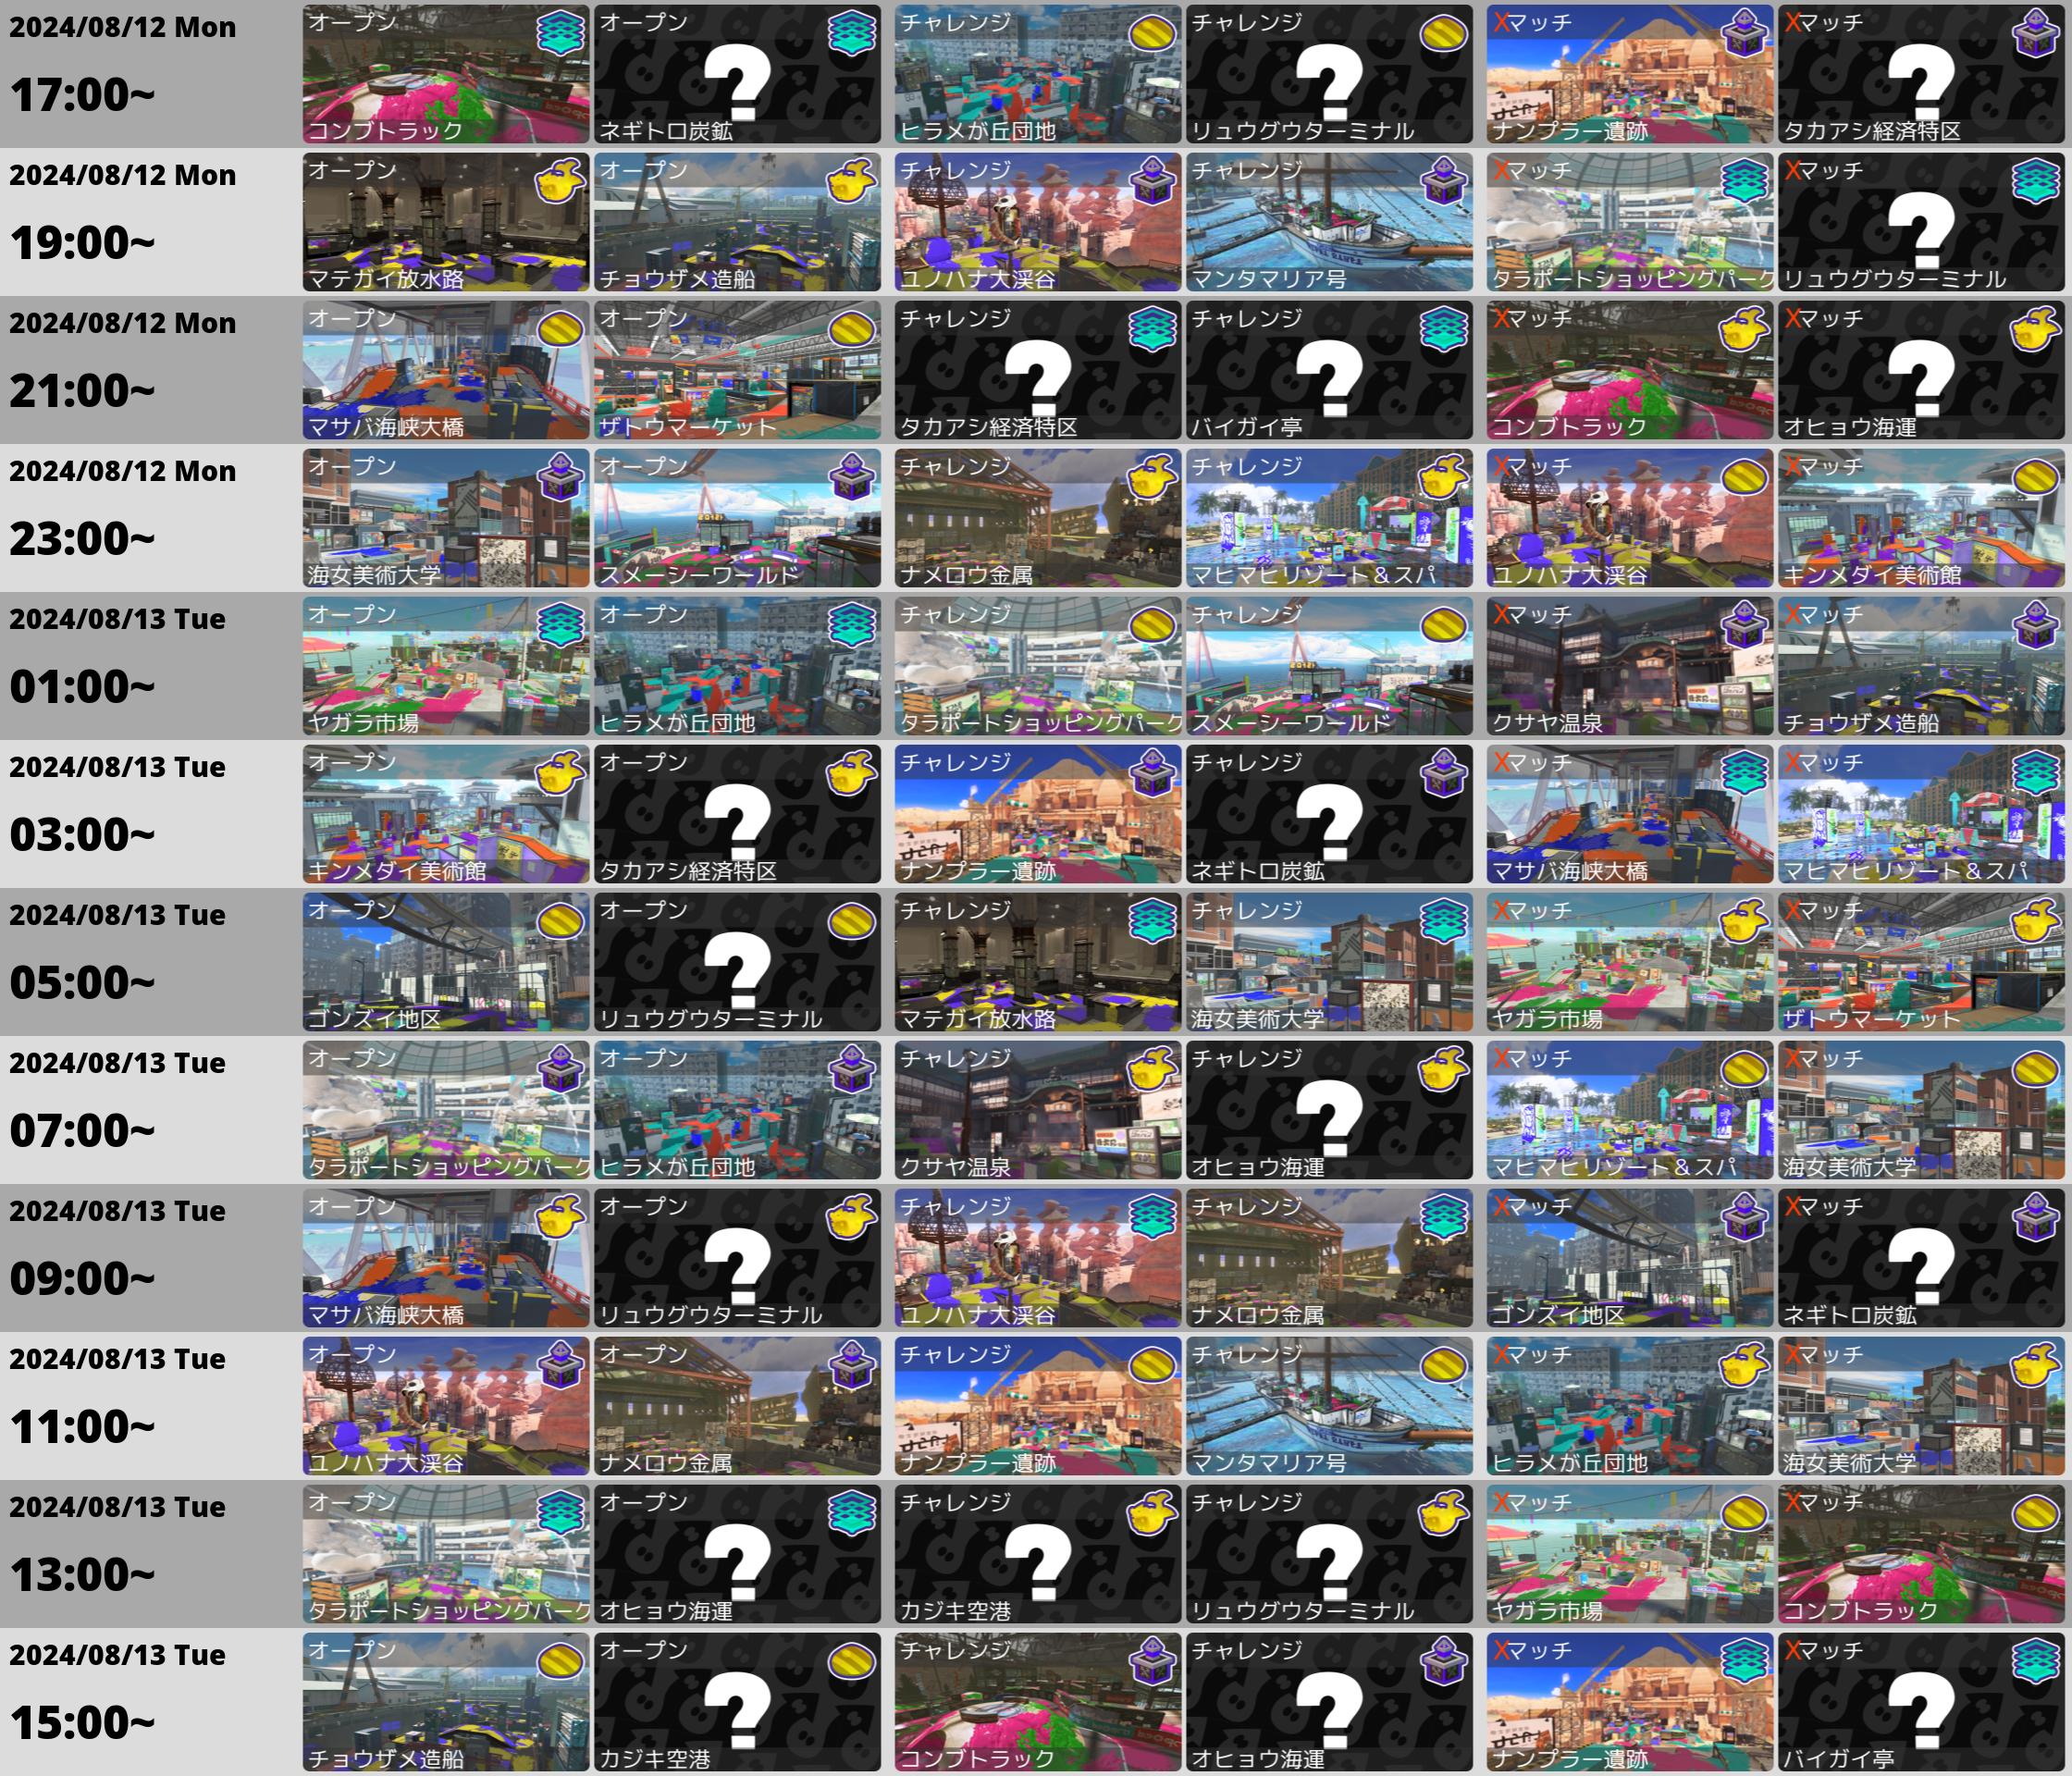 2024/08/12 Mon
17:00~
オープン
コンブトラック
オープン
ネギトロ炭鉱
チャレンジ
ヒラメが丘団地
チャレンジ
リュウグウターミナル
Xマッチ
ナンプラー遺跡
Xマッチ
タカアシ経済特区
2024/08/12 Mon
19:00~
オープン
マテガイ放水路
オープン
チョウザメ造船
チャレンジ
ユノハナ大渓谷
チャレンジ
マンタマリア号
Xマッチ
タラポートショッピングパーク
Xマッチ
リュウグウターミナル
2024/08/12 Mon
21:00~
オープン
マサバ海峡大橋
オープン
ザトウマーケット
チャレンジ
タカアシ経済特区
チャレンジ
バイガイ亭
Xマッチ
コンブトラック
Xマッチ
オヒョウ海運
2024/08/12 Mon
23:00~
オープン
海女美術大学
オープン
スメーシーワールド
チャレンジ
ナメロウ金属
チャレンジ
マヒマヒリゾート&スパ
Xマッチ
ユノハナ大渓谷
Xマッチ
キンメダイ美術館
2024/08/13 Tue
01:00~
オープン
ヤガラ市場
オープン
ヒラメが丘団地
チャレンジ
タラポートショッピングパーク
チャレンジ
スメーシーワールド
Xマッチ
クサヤ温泉
Xマッチ
チョウザメ造船
2024/08/13 Tue
03:00~
オープン
キンメダイ美術館
オープン
タカアシ経済特区
チャレンジ
ナンプラー遺跡
チャレンジ
ネギトロ炭鉱
Xマッチ
マサバ海峡大橋
Xマッチ
マヒマヒリゾート&スパ
2024/08/13 Tue
05:00~
オープン
ゴンズイ地区
オープン
リュウグウターミナル
チャレンジ
マテガイ放水路
チャレンジ
海女美術大学
Xマッチ
ヤガラ市場
Xマッチ
ザトウマーケット
2024/08/13 Tue
07:00~
オープン
タラポートショッピングパーク
オープン
ヒラメが丘団地
チャレンジ
クサヤ温泉
チャレンジ
オヒョウ海運
Xマッチ
マヒマヒリゾート&スパ
Xマッチ
海女美術大学
2024/08/13 Tue
09:00~
オープン
マサバ海峡大橋
オープン
リュウグウターミナル
チャレンジ
ユノハナ大渓谷
チャレンジ
ナメロウ金属
Xマッチ
ゴンズイ地区
Xマッチ
ネギトロ炭鉱
2024/08/13 Tue
11:00~
オープン
ユノハナ大渓谷
オープン
ナメロウ金属
チャレンジ
ナンプラー遺跡
チャレンジ
マンタマリア号
Xマッチ
ヒラメが丘団地
Xマッチ
海女美術大学
2024/08/13 Tue
13:00~
オープン
タラポートショッピングパーク
オープン
オヒョウ海運
チャレンジ
カジキ空港
チャレンジ
リュウグウターミナル
Xマッチ
ヤガラ市場
Xマッチ
コンブトラック
2024/08/13 Tue
15:00~
オープン
チョウザメ造船
オープン
カジキ空港
チャレンジ
コンブトラック
チャレンジ
オヒョウ海運
Xマッチ
ナンプラー遺跡
Xマッチ
バイガイ亭